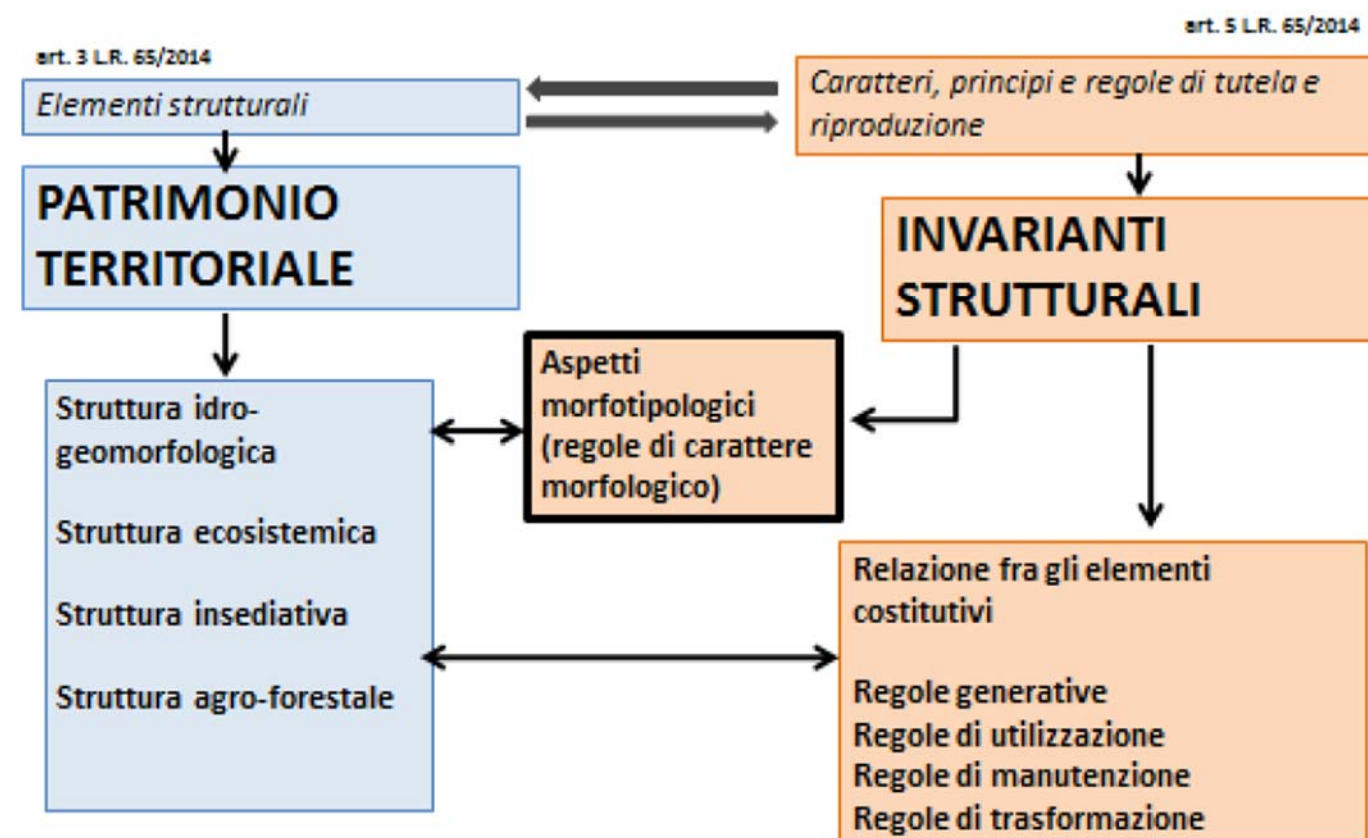 art. 5 L.R. 65/2014
art. 3 L.R. 65/2014
Elementi strutturali
Caratteri, principi e regole di tutela e
riproduzione
PATRIMONIO
TERRITORIALE
INVARIANTI
STRUTTURALI
Aspetti
morfotipologici
(regole di carattere
morfologico)
Struttura idro-
geomorfologica
Struttura ecosistemica
Struttura insediativa
Struttura agro-forestale
Relazione fra gli elementi
costitutivi
Regole generative
Regole di utilizzazione
Regole di manutenzione
Regole di trasformazione